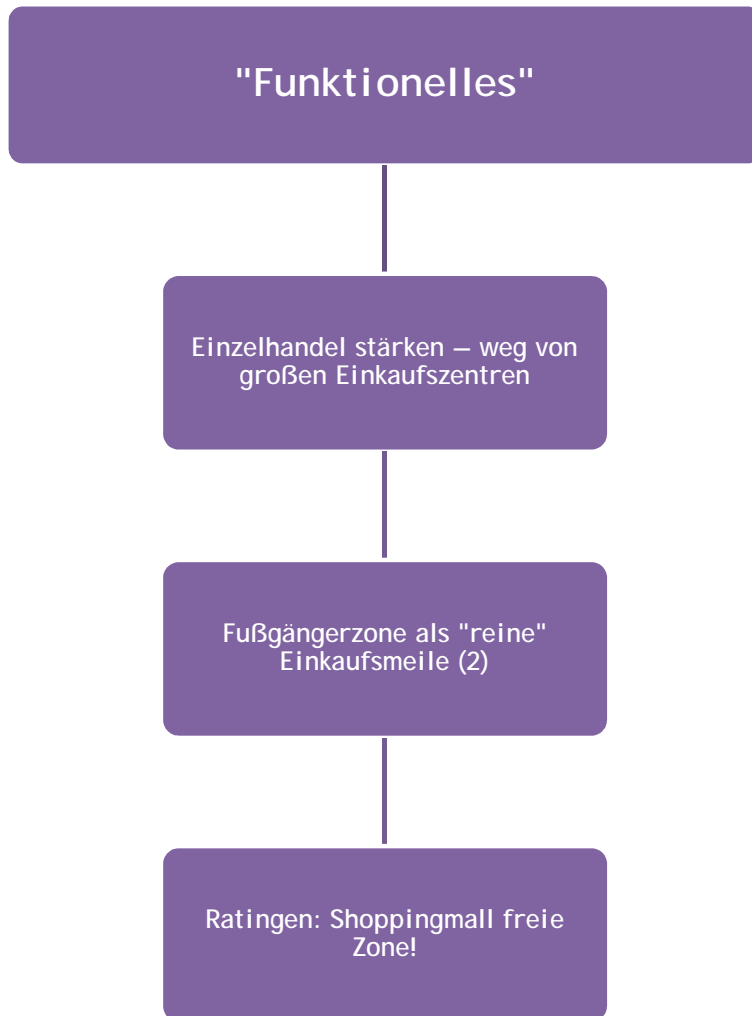 "Funktionelles"
Einzelhandel stärken – weg von
großen Einkaufszentren
Fußgängerzone als "reine"
Einkaufsmeile (2)
Ratingen: Shoppingmall freie
Zone!